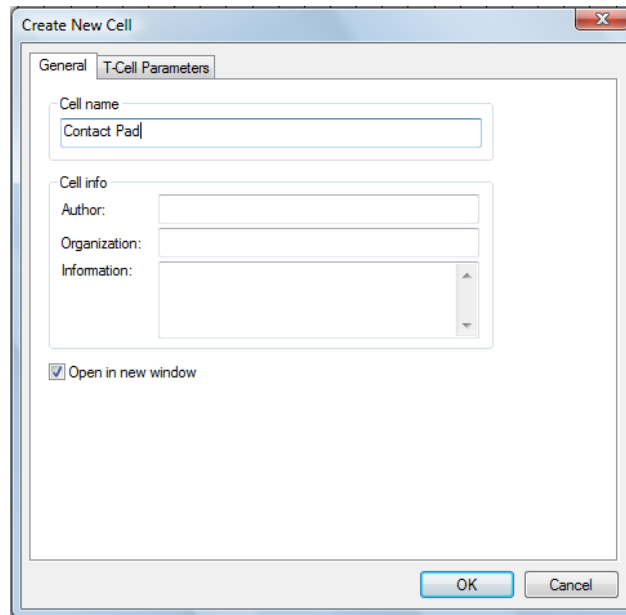 Create New Cell
General T-Cell Parameters
Cell name
Contact Pad
Cell info
Author:
Organization:
Information:
Open in new window
OK Cancel